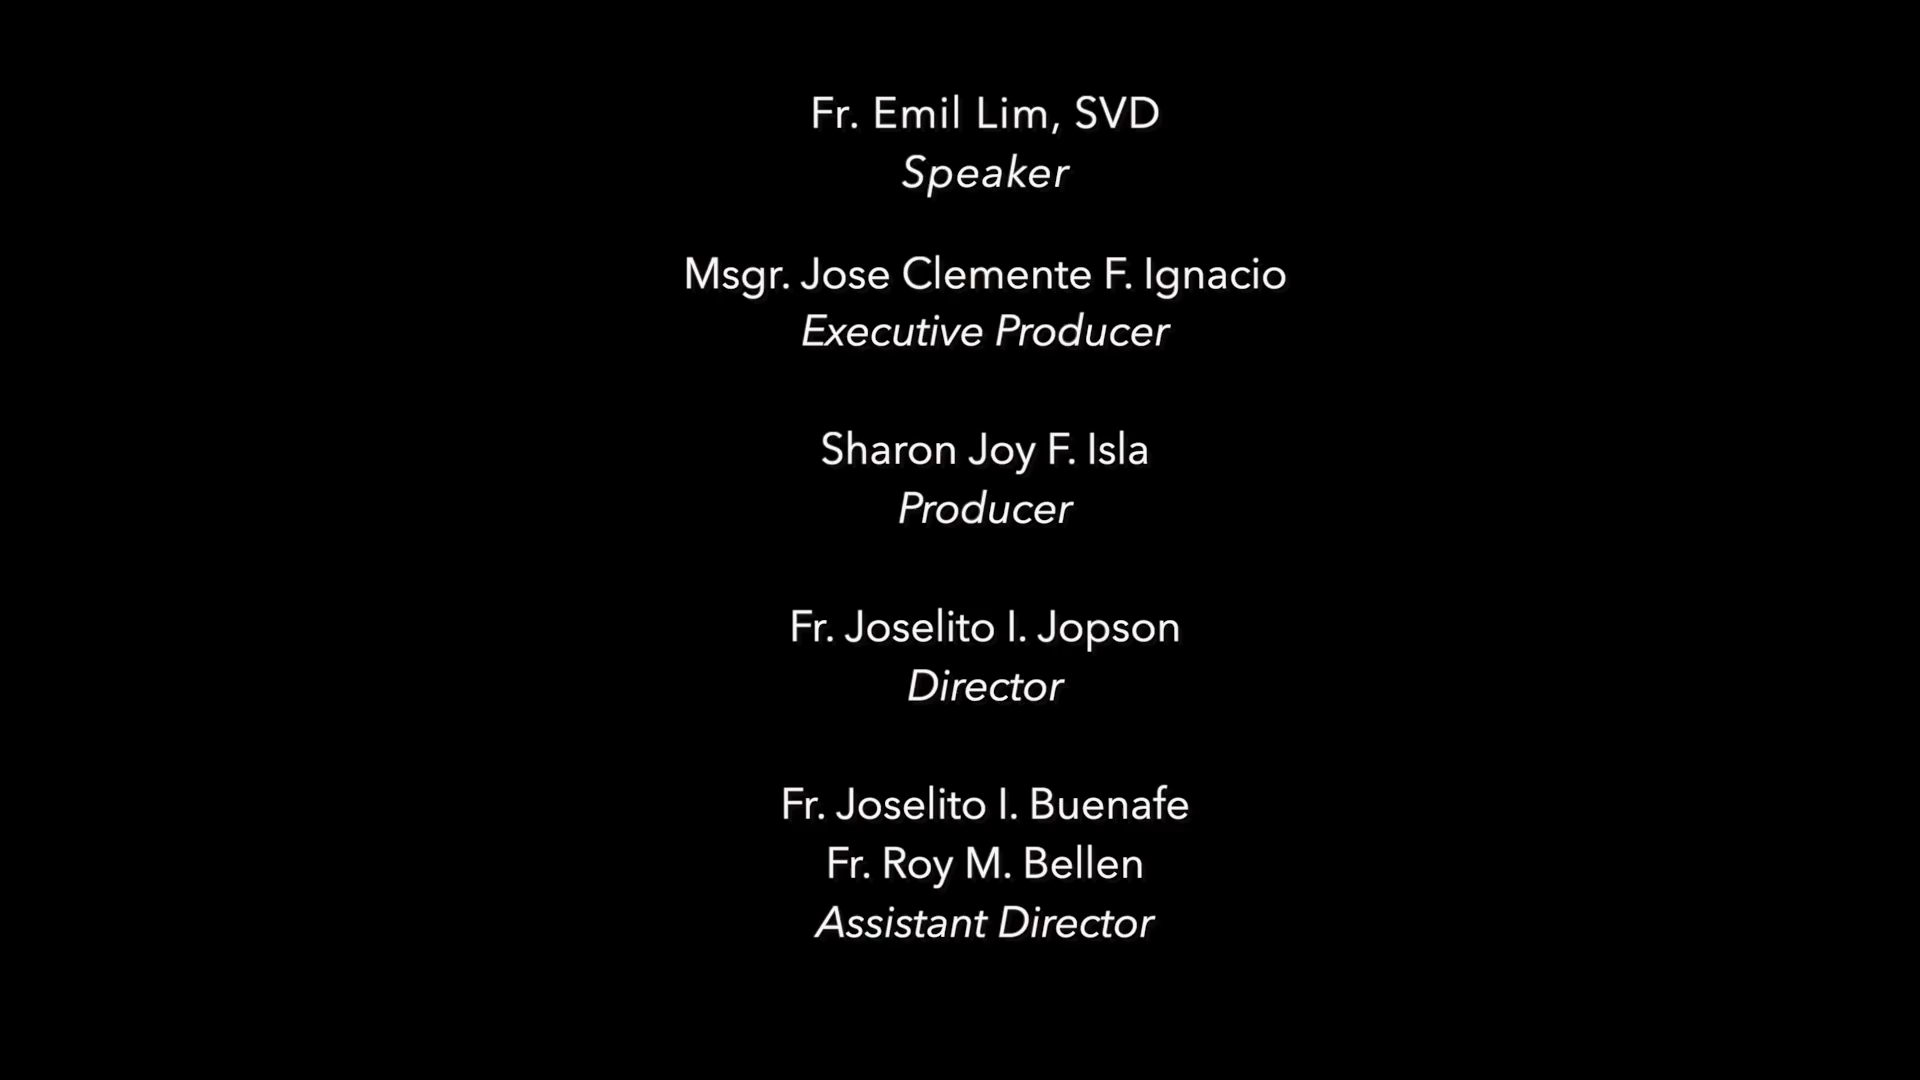 Fr. Emil Lim, SVD
Speaker
Msgr. Jose Clemente F. Ignacio
Executive Producer
Sharon Joy F. Isla
Producer
Fr. Joselito I. Jopson
Director
Fr. Joselito I. Buenafe
Fr. Roy M. Bellen
Assistant Director